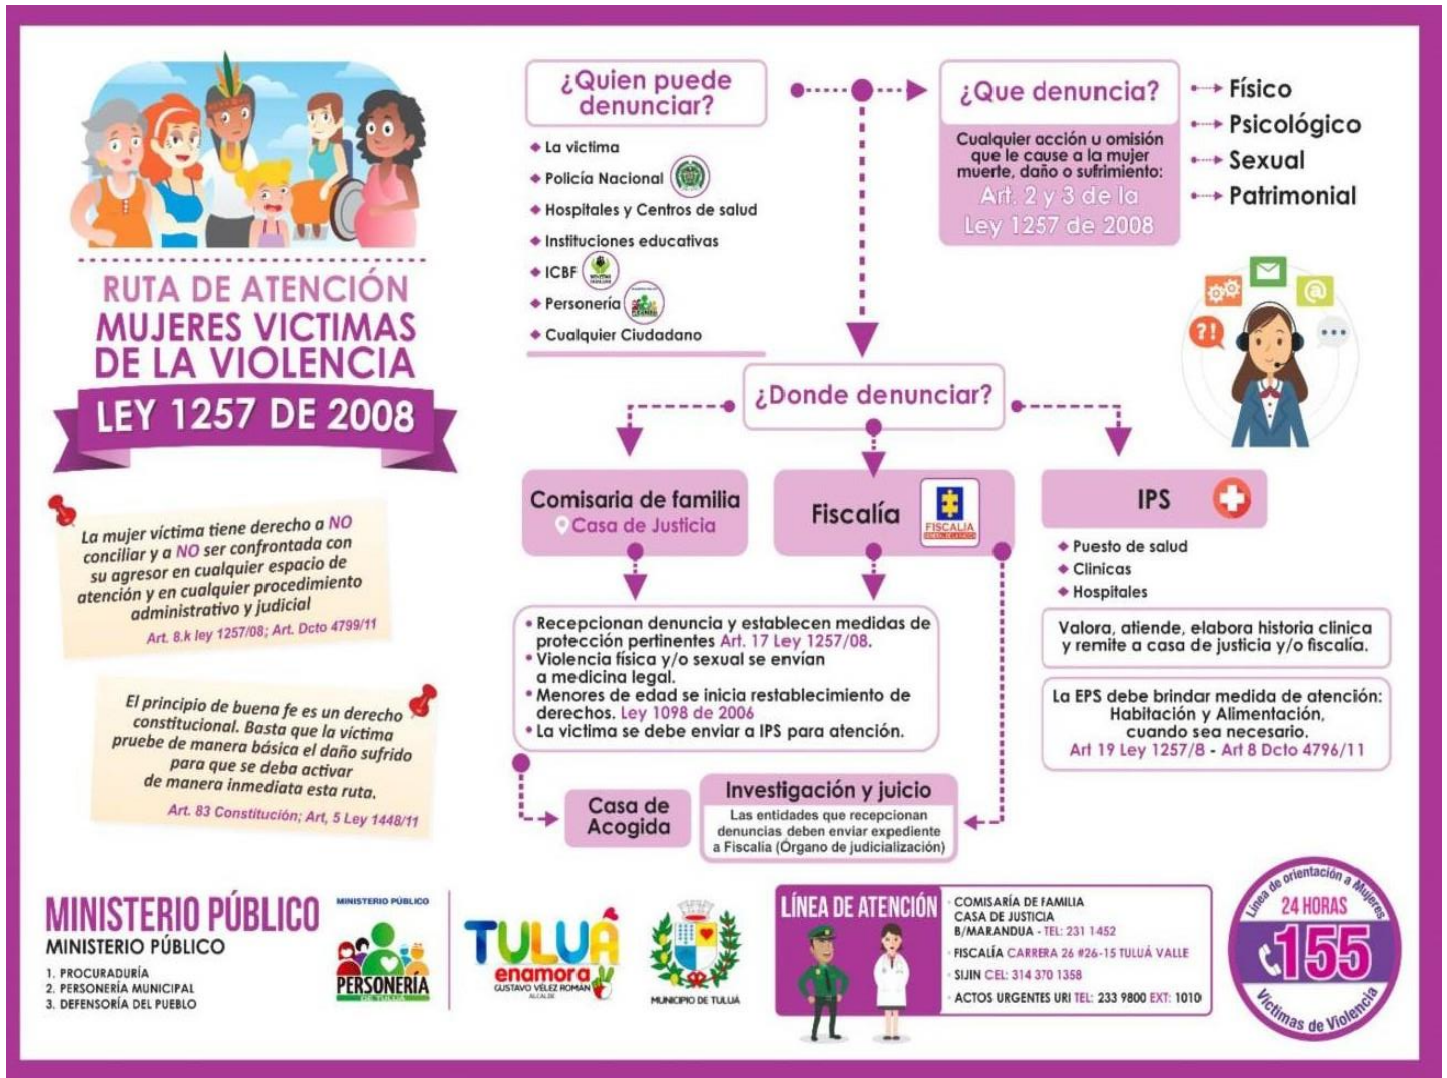 RUTA DE ATENCIÓN
MUJERES VICTIMAS
DE LA VIOLENCIA
LEY 1257 DE 2008
La mujer víctima tiene derecho a NO
conciliar y a NO ser confrontada con
su agresor en cualquier espacio de
atención y en cualquier procedimiento
administrativo y judicial
Art. 8.k ley 1257/08; Art. Dcto 4799/11
El principio de buena fe es un derecho
constitucional. Basta que la víctima
pruebe de manera básica el daño sufrido
para que se deba activar
de manera inmediata esta ruta.
Art. 83 Constitución; Art, 5 Ley 1448/11
¿Quien puede
denunciar?
La victima
Policía Nacional
Hospitales y Centros de salud
Instituciones educativas
ICBF
Personería
Cualquier Ciudadano
¿Que denuncia?
Cualquier acción u omisión
que le cause a la mujer
muerte, daño o sufrimiento:
Art. 2 y 3 de la
Ley 1257 de 2008
Físico
Psicológico
Sexual
Patrimonial
?!
@
¿Donde denunciar?
Comisaria de familia
Casa de Justicia
Fiscalía
FISCALIA
IPS
Puesto de salud
Clinicas
Hospitales
Valora, atiende, elabora historia clinica
y remite a casa de justicia y/o fiscalía.
La EPS debe brindar medida de atención:
Habitación y Alimentación,
cuando sea necesario.
Art 19 Ley 1257/8 - Art 8 Dcto 4796/11
• Recepcionan denuncia y establecen medidas de
protección pertinentes Art. 17 Ley 1257/08.
• Violencia física y/o sexual se envían
a medicina legal.
• Menores de edad se inicia restablecimiento de
derechos. Ley 1098 de 2006
• La victima se debe enviar a IPS para atención.
Casa de
Acogida
Investigación y juicio
Las entidades que recepcionan
denuncias deben enviar expediente
a Fiscalía (Órgano de judicialización)
MINISTERIO PÚBLICO
MINISTERIO PÚBLICO
1. PROCURADURÍA
2. PERSONERÍA MUNICIPAL
3. DEFENSORÍA DEL PUEBLO
MINISTERIO PÚBLICO
PERSONERÍA
DE TULUÁ
TULUÁ
enamora
GUSTAVO VÉLEZ ROMÁN
ALCALDE
MUNICIPIO DE TULUÁ
LÍNEA DE ATENCIÓN
COMISARÍA DE FAMILIA
CASA DE JUSTICIA
B/MARANDUA - TEL: 231 1452
FISCALÍA CARRERA 26 #26-15 TULUÁ VALLE
SIJIN CEL: 314 370 1358
ACTOS URGENTES URI TEL: 233 9800 EXT: 1010
Línea de orientación a Mujeres
24 HORAS
155
Víctimas de Violencia